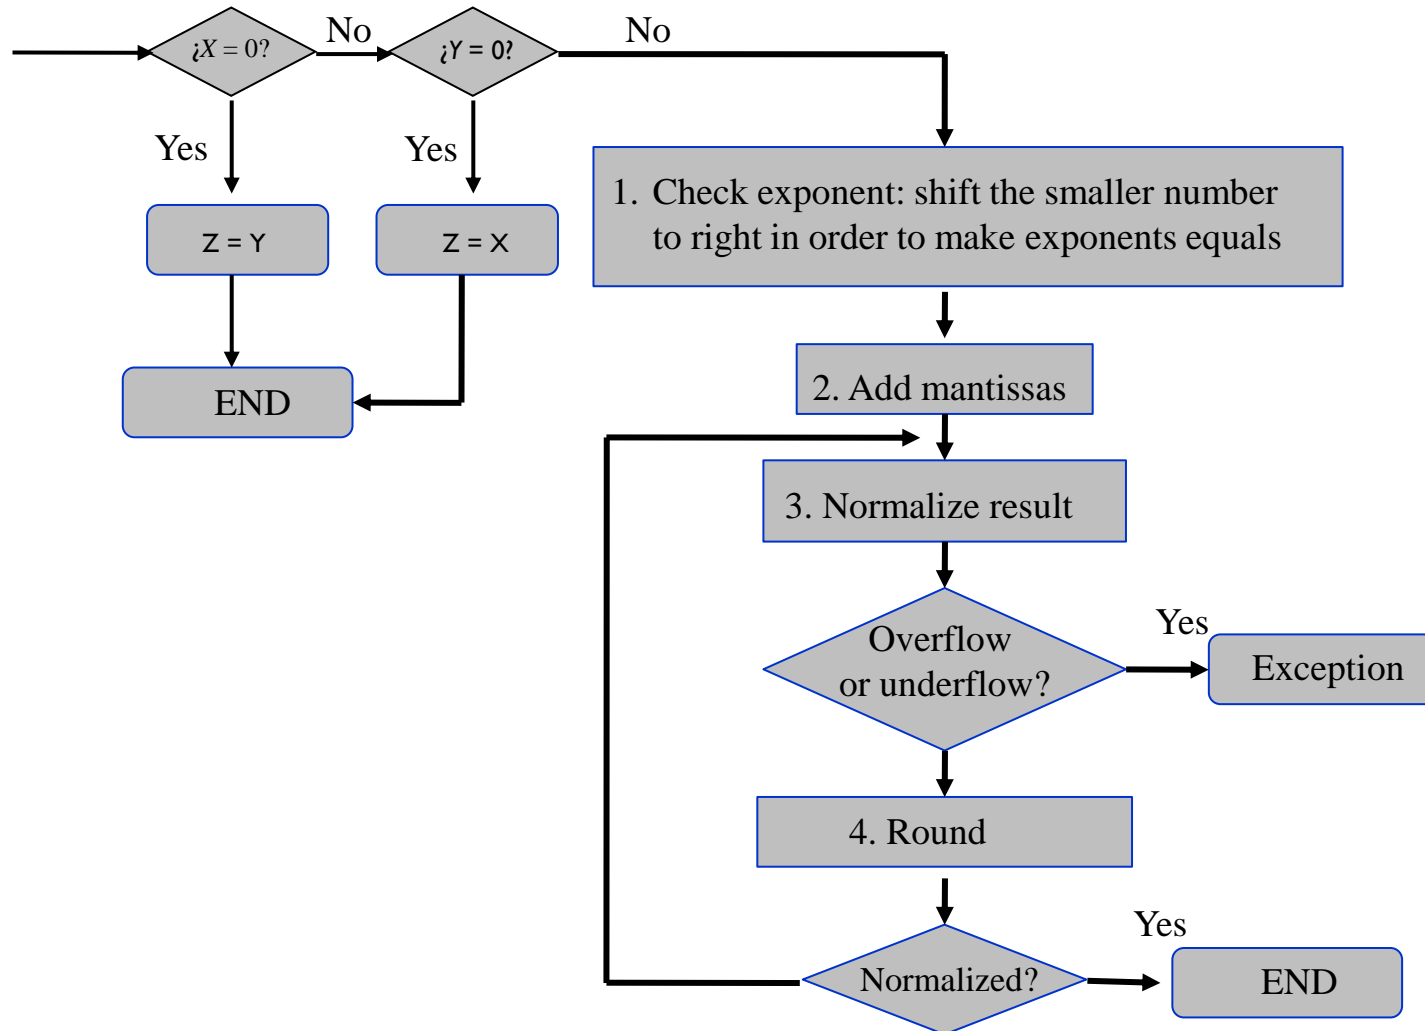 ¿X = 0?
No
¿Y = 0?
No
Yes
Yes
Z = Y
Z = X
END
1. Check exponent: shift the smaller number
to right in order to make exponents equals
2. Add mantissas
3. Normalize result
Overflow
or underflow?
Yes
Exception
4. Round
Normalized?
Yes
END